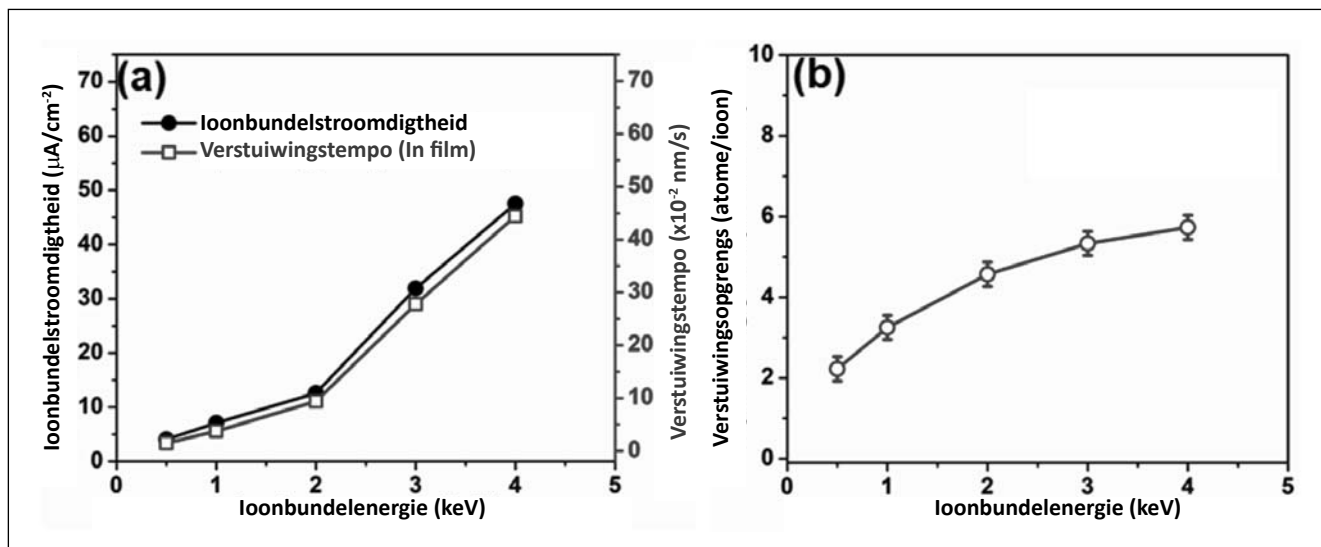 (a)
Ioonbundelstroomdigtheid
Verstuiwingstempo (In film)
Ioonbundelstroomdigtheid (μA/cm⁻²)
70
60
50
40
30
20
10
0
0 1 2 3 4 5
Ioonbundelenergie (keV)
70
60
50
40
30
20
10
0
Verstuiwingstempo (x10⁻² nm/s)
(b)
Verstuiwingsopgrengs (atome/ioon)
10
8
6
4
2
0
0 1 2 3 4 5
Ioonbundelenergie (keV)